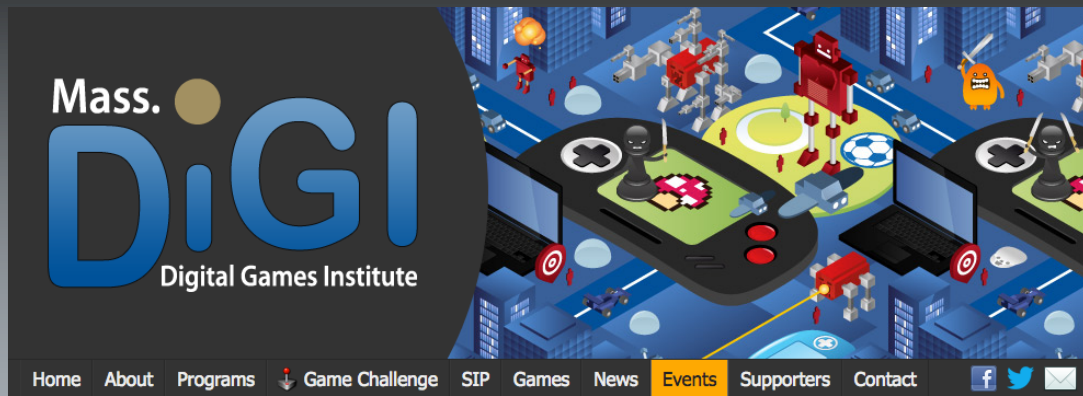 Mass.
DiGI
Digital Games Institute
Home About Programs Game Challenge SIP Games News Events Supporters Contact f